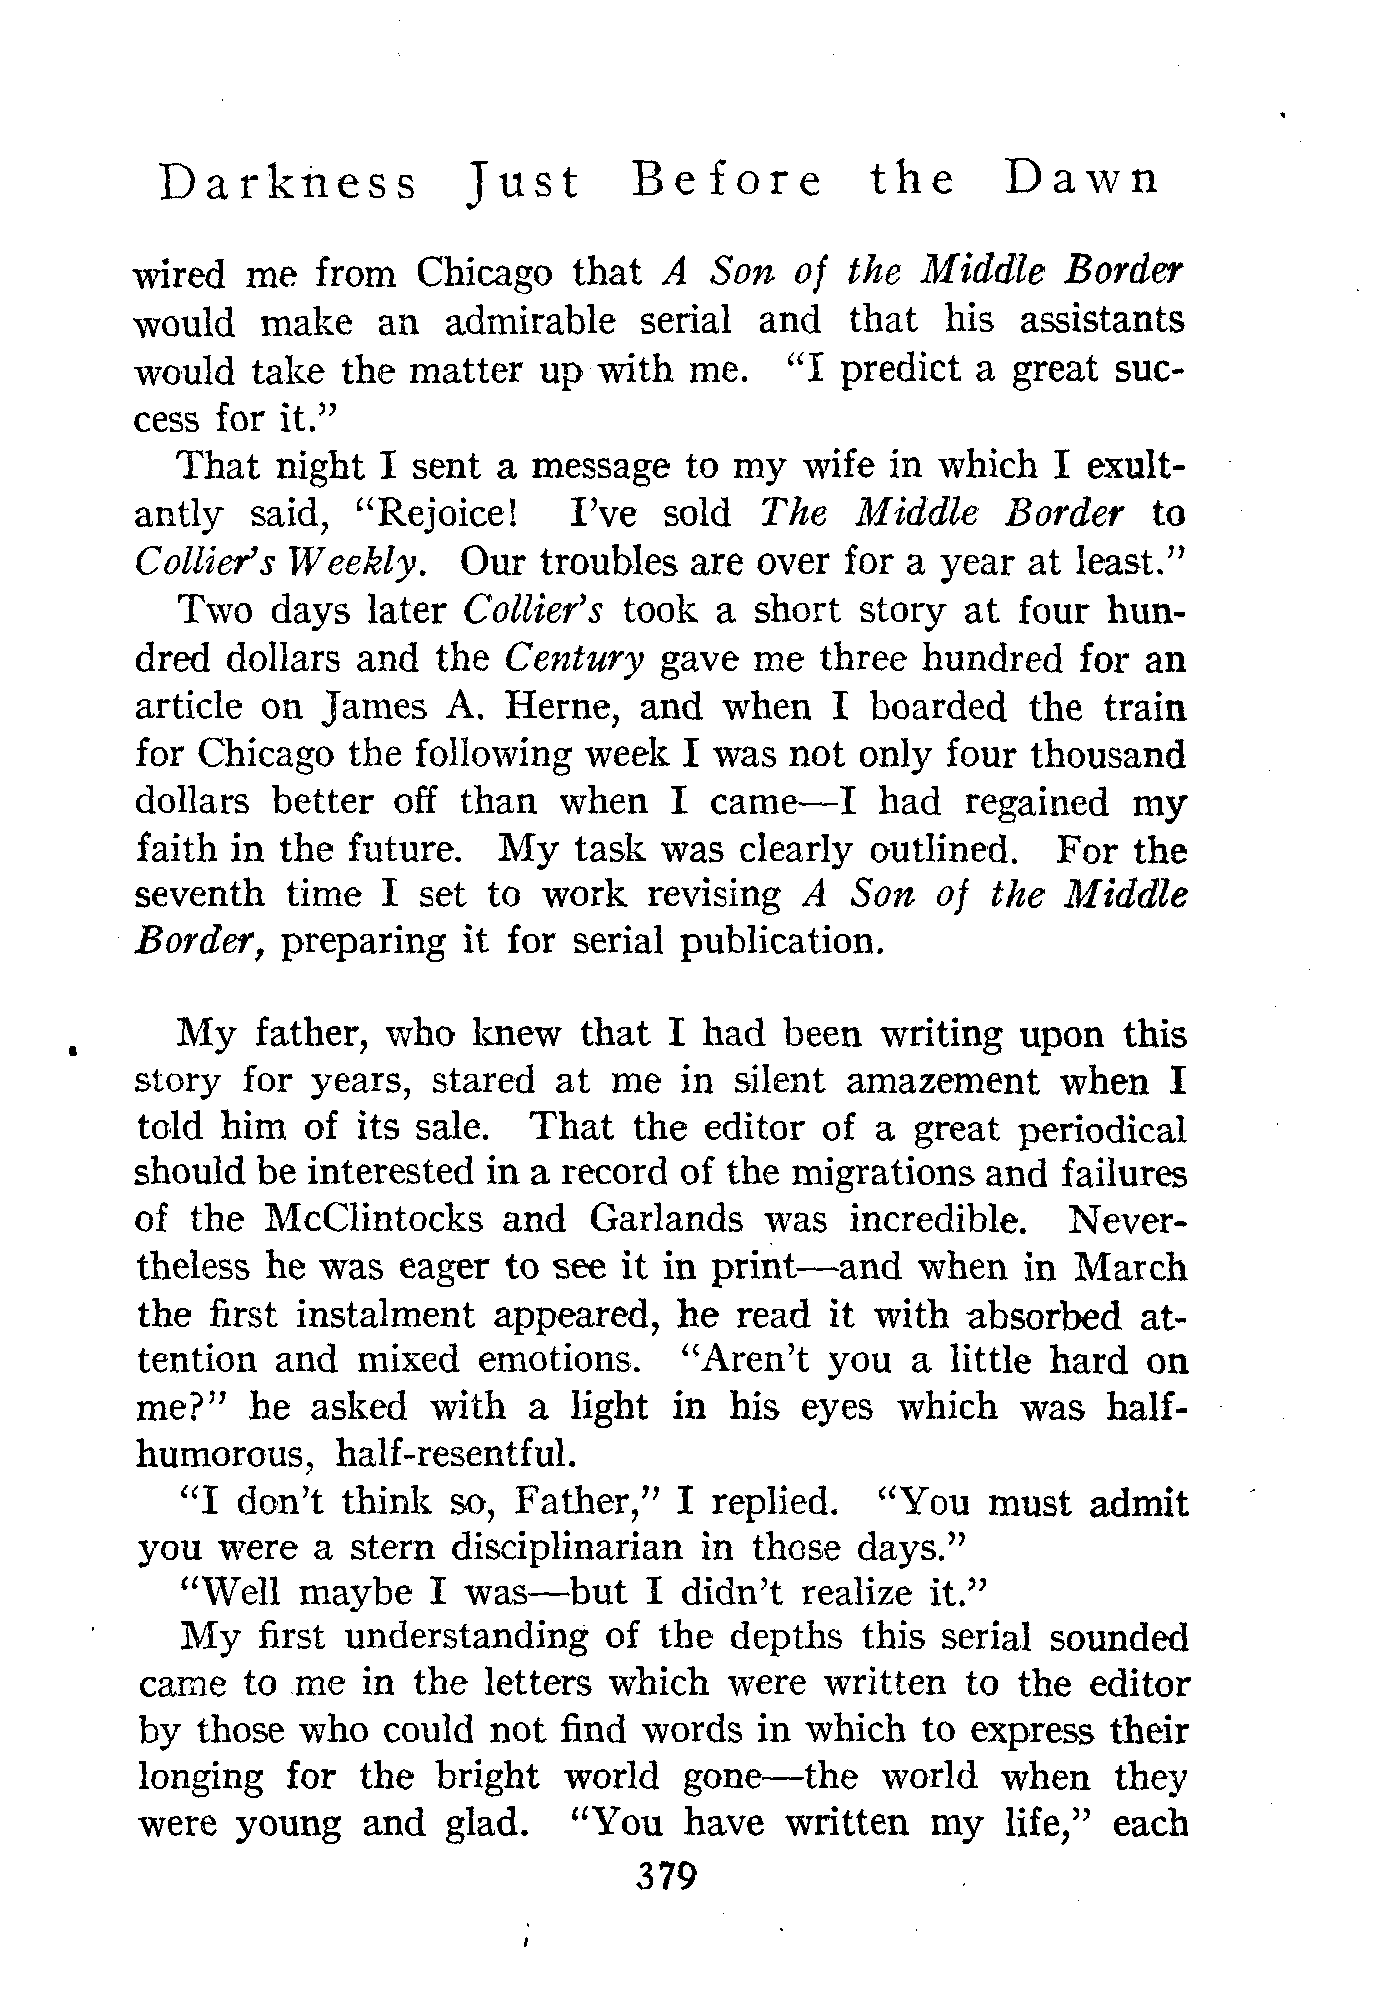 Darkness Just Before the Dawn
wired me from Chicago that A Son of the Middle Border
would make an admirable serial and that his assistants
would take the matter up with me. “I predict a great suc-
cess for it.”
That night I sent a message to my wife in which I exult-
antly said, “Rejoice! I’ve sold The Middle Border to
Collier’s Weekly. Our troubles are over for a year at least.”
Two days later Collier’s took a short story at four hun-
dred dollars and the Century gave me three hundred for an
article on James A. Herne, and when I boarded the train
for Chicago the following week I was not only four thousand
dollars better off than when I came—I had regained my
faith in the future. My task was clearly outlined. For the
seventh time I set to work revising A Son of the Middle
Border, preparing it for serial publication.
My father, who knew that I had been writing upon this
story for years, stared at me in silent amazement when I
told him of its sale. That the editor of a great periodical
should be interested in a record of the migrations and failures
of the McClintocks and Garlands was incredible. Never-
theless he was eager to see it in print—and when in March
the first instalment appeared, he read it with absorbed at-
tention and mixed emotions. “Aren’t you a little hard on
me?” he asked with a light in his eyes which was half-
humorous, half-resentful.
“I don’t think so, Father,” I replied. “You must admit
you were a stern disciplinarian in those days.”
“Well maybe I was—but I didn’t realize it.”
My first understanding of the depths this serial sounded
came to me in the letters which were written to the editor
by those who could not find words in which to express their
longing for the bright world gone—the world when they
were young and glad. “You have written my life,” each
379